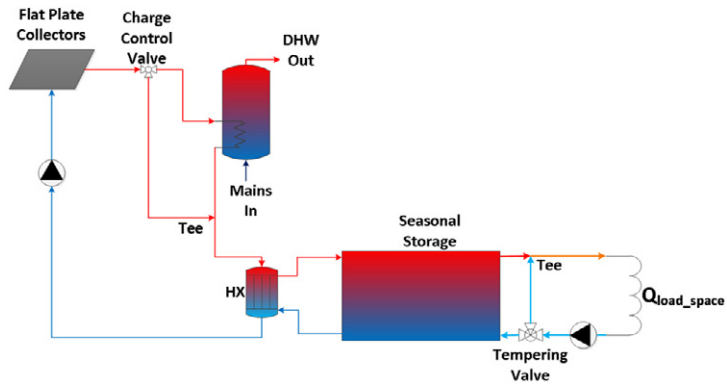 Flat Plate
Collectors
Charge
Control
Valve
DHW
Out
Mains
In
Tee
HX
Seasonal
Storage
Tee
Qload_space
Tempering
Valve